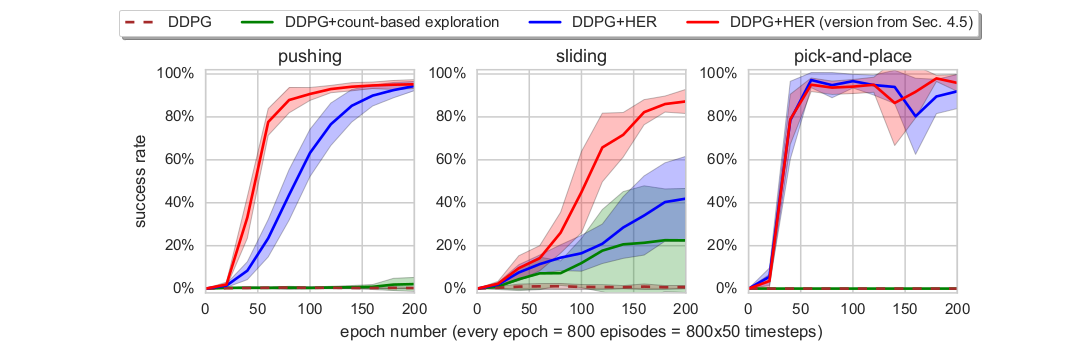 DDPG DDPG+count-based exploration DDPG+HER DDPG+HER (version from Sec. 4.5)
pushing sliding pick-and-place
success rate
100% 100% 100%
80% 80% 80%
60% 60% 60%
40% 40% 40%
20% 20% 20%
0% 0% 0%
0 50 100 150 200 0 50 100 150 200 0 50 100 150 200
epoch number (every epoch = 800 episodes = 800x50 timesteps)